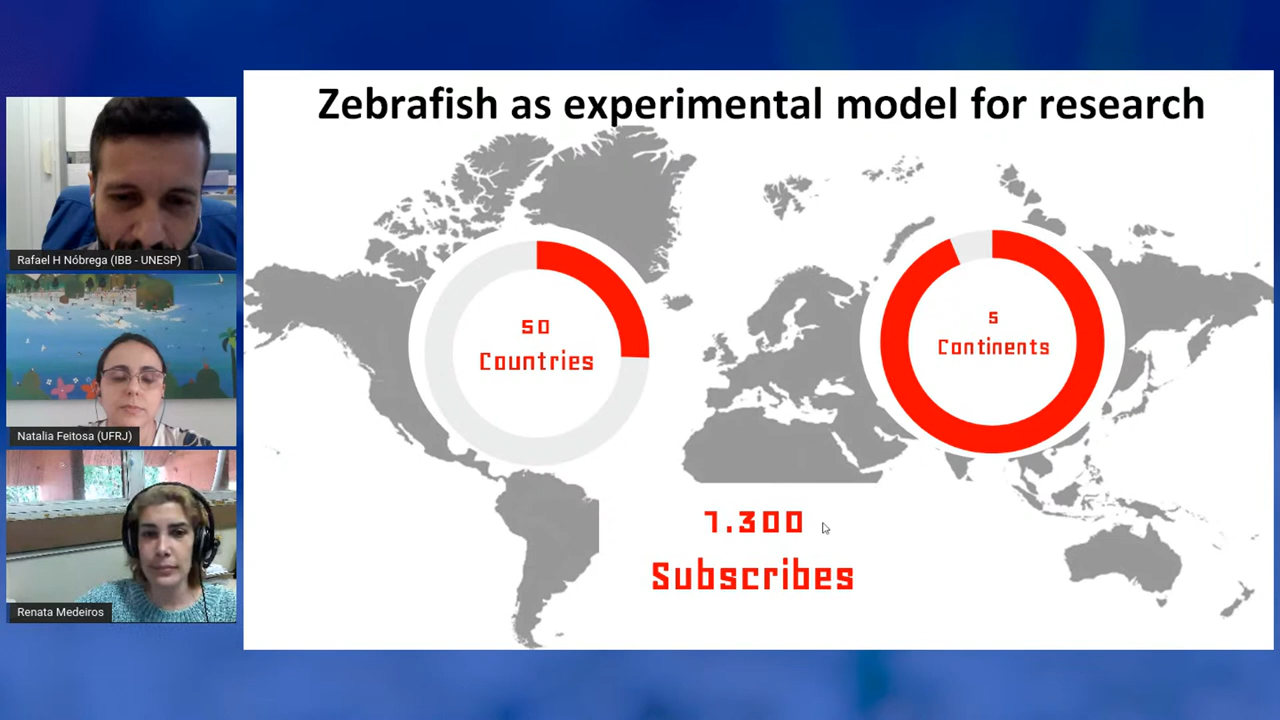 Zebrafish as experimental model for research
Rafael H Nóbrega (IBB - UNESP)
Natalia Feitosa (UFRJ)
Renata Medeiros
50
Countries
5
Continents
1.300
Subscribes